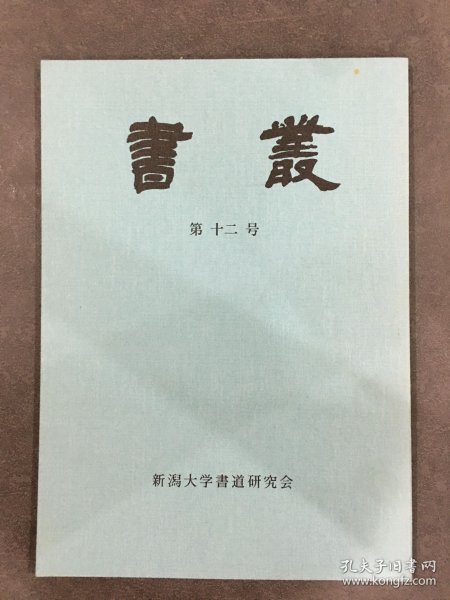 書叢
第十二号
新潟大学書道研究会
孔夫子旧书网
www.kongfz.com